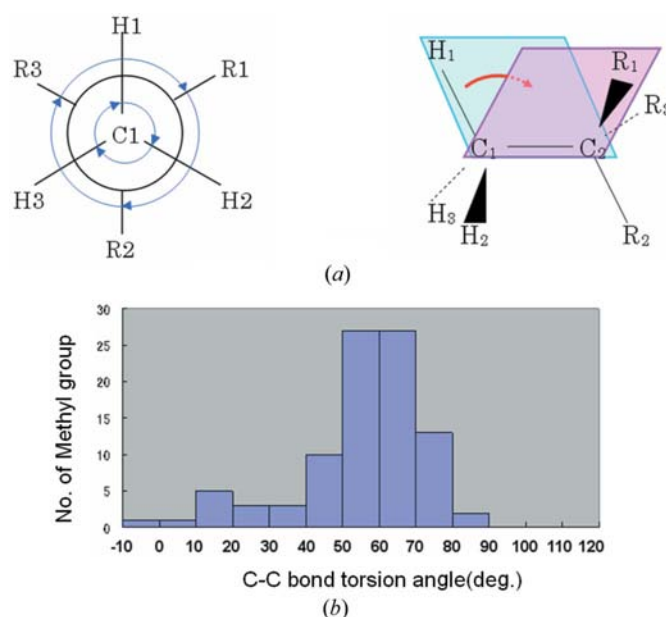 H1
R3 R1
C1
H3 H2
R2
H1 R1
R3
C1 C2
H3
H2 R2
(a)
30
25
20
15
10
5
0
No. of Methyl group
-10 0 10 20 30 40 50 60 70 80 90 100 110 120
C-C bond torsion angle(deg.)
(b)